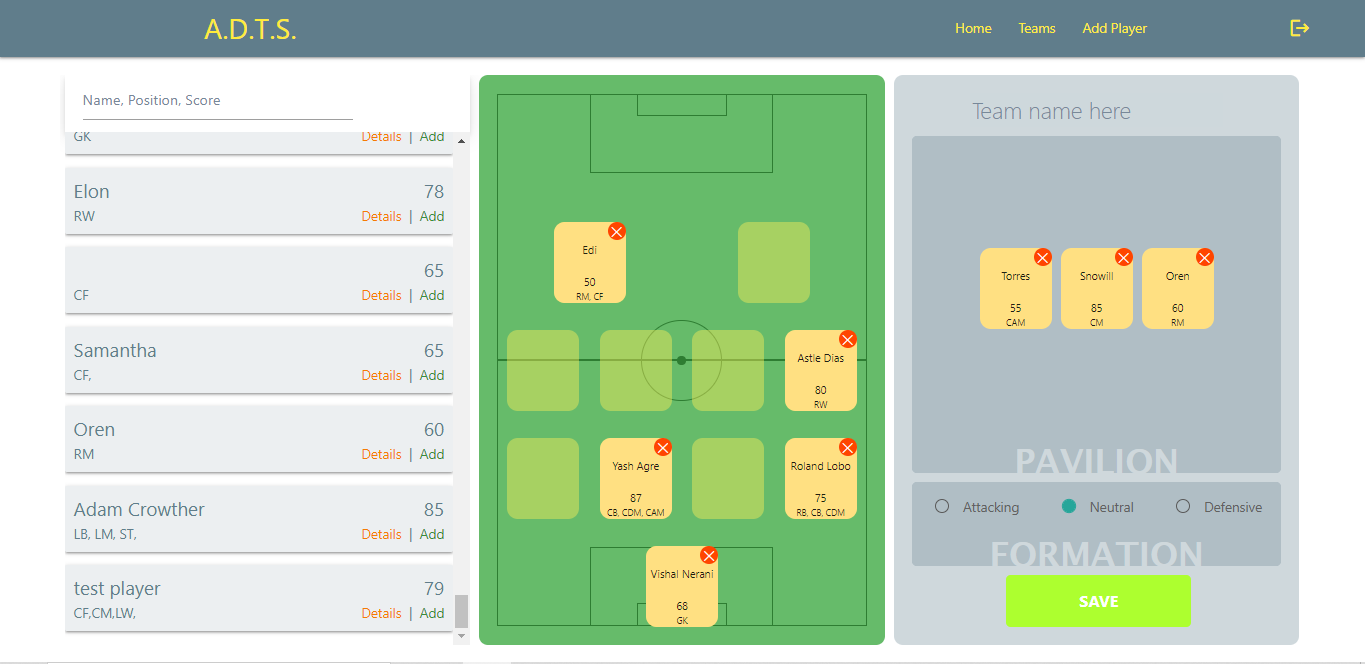 A.D.T.S.
Home Teams Add Player
Name, Position, Score
GK Details | Add
Elon 78
RW Details | Add
65
CF Details | Add
Samantha 65
CF, Details | Add
Oren 60
RM Details | Add
Adam Crowther 85
LB, LM, ST, Details | Add
test player 79
CF,CM,LW, Details | Add
Edi
50
RM, CF
Astle Dias
80
RW
Yash Agre
87
CB, CDM, CAM
Roland Lobo
75
RB, CB, CDM
Vishal Nerani
68
GK
Team name here
Torres
55
CAM
Snowill
85
CM
Oren
60
RM
PAVILION
Attacking Neutral Defensive
FORMATION
SAVE